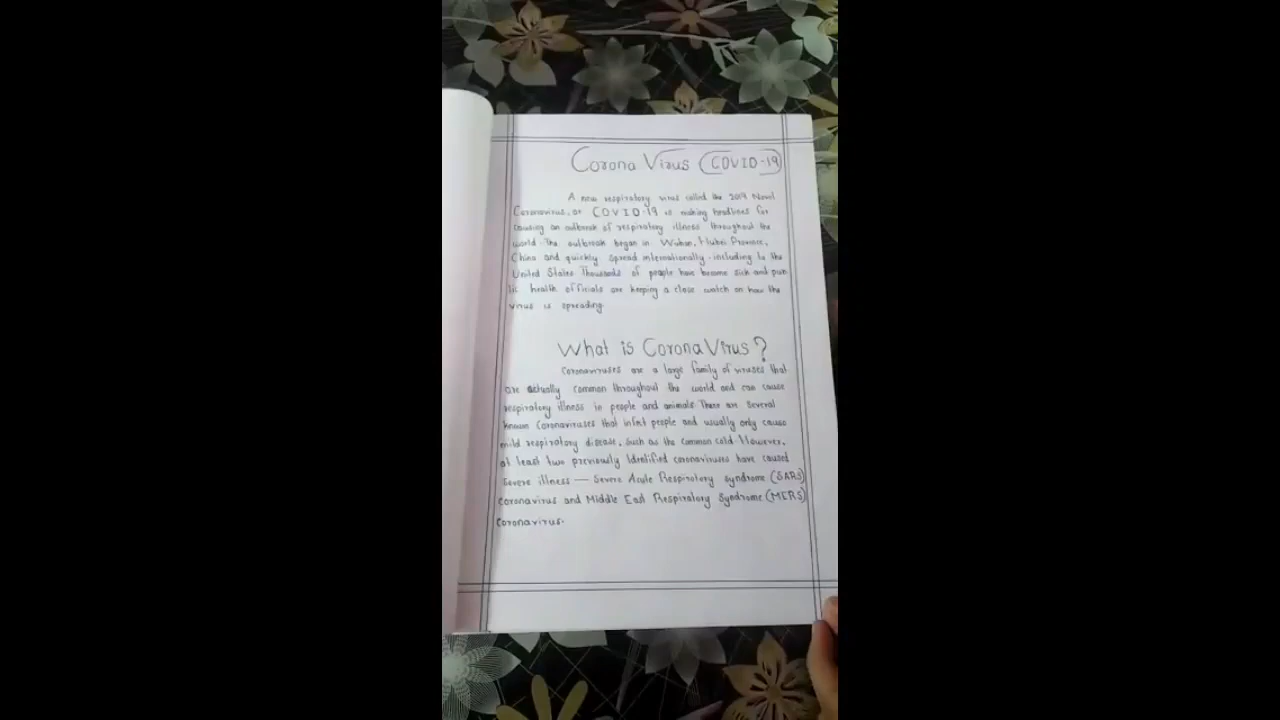 Corona Virus (COVID-19)
A new respiratory virus called the 2019 Novel
Coronavirus, or COVID-19 is making headlines for
causing an outbreak of respiratory illness throughout the
world. The outbreak began in Wuhan, Hubei Province,
China and quickly spread internationally - including to the
United States. Thousands of people have become sick and pub
lic health officials are keeping a close watch on how the
virus is spreading.
What is CoronaVirus?
Coronaviruses are a large family of viruses that
are actually common throughout the world and can cause
respiratory illness in people and animals. There are several
known Coronaviruses that infect people and usually only cause
mild respiratory disease, such as the common cold. However,
at least two previously Identified coronaviruses have caused
Severe illness — Severe Acute Respiratory syndrome (SARS)
coronavirus and Middle East Respiratory Syndrome (MERS)
Coronavirus.